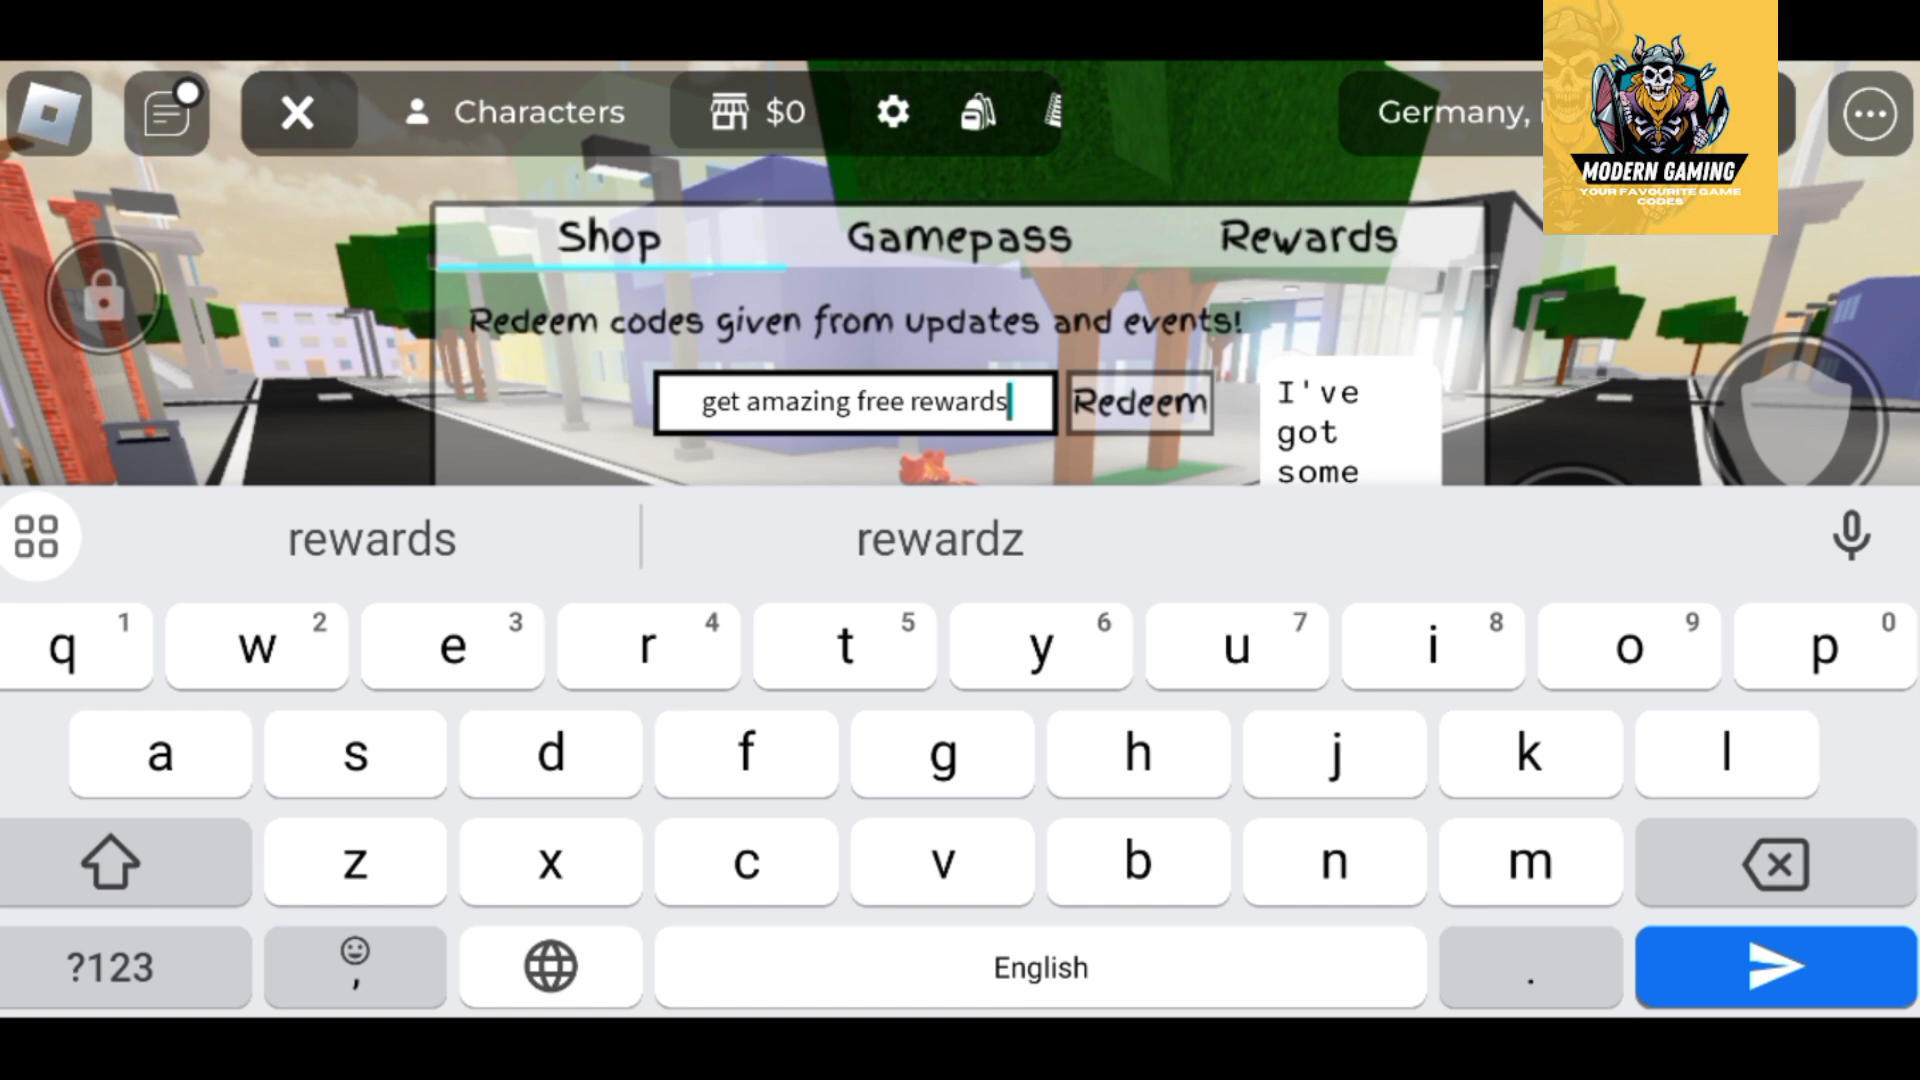 Characters
$0
Germany,
MODERN GAMING
YOUR FAVOURITE GAME
CODES
Shop
Gamepass
Rewards
Redeem codes given from updates and events!
get amazing free rewards
Redeem
I've
got
some
rewards
rewardz
q 1 w 2 e 3 r 4 t 5 y 6 u 7 i 8 o 9 p 0
a s d f g h j k l
z x c v b n m
?123 , English .